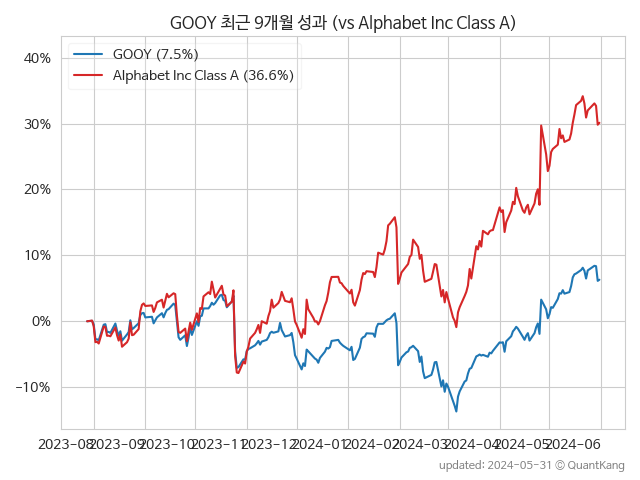 GOOY 최근 9개월 성과 (vs Alphabet Inc Class A)
GOOY (7.5%)
Alphabet Inc Class A (36.6%)
40%
30%
20%
10%
0%
−10%
2023-08 2023-09 2023-10 2023-11 2023-12 2024-01 2024-02 2024-03 2024-04 2024-05 2024-06
updated: 2024-05-31 © QuantKang